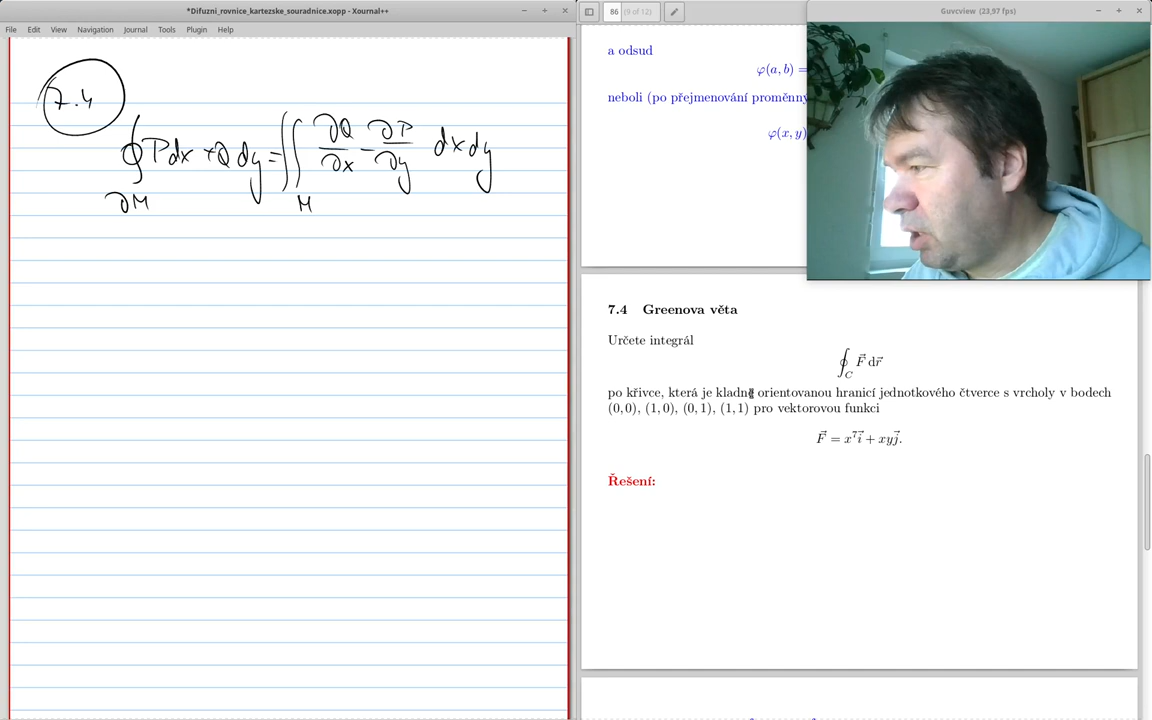 *Difuzni_rovnice_kartezske_souradnice.xopp - Xournal++
File Edit View Navigation Journal Tools Plugin Help
7.4
∮ P dx + Q dy = ∬ ∂Q/∂x - ∂P/∂y dx dy
∂M M
86 (9 of 12)
Guvcview (23,97 fps)
a odsud
φ(a, b) =
neboli (po přejmenování proměnný
φ(x, y)
7.4 Greenova věta
Určete integrál
∮_C F⃗ dr⃗
po křivce, která je kladně orientovanou hranicí jednotkového čtverce s vrcholy v bodech
(0,0), (1,0), (0,1), (1,1) pro vektorovou funkci
F⃗ = x⁷i⃗ + xyj⃗.
Řešení: